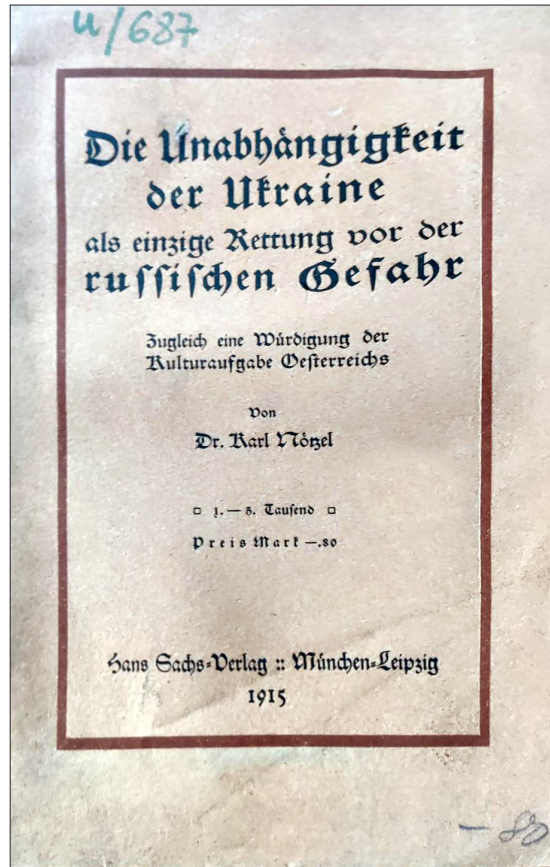 u/687
Die Unabhängigkeit
der Ukraine
als einzige Rettung vor der
russischen Gefahr
Zugleich eine Würdigung der
Kulturaufgabe Oesterreichs
Von
Dr. Karl Nötzel
1.—5. Tausend
Preis Mark —.80
Hans Sachs-Verlag :: München-Leipzig
1915
— 80